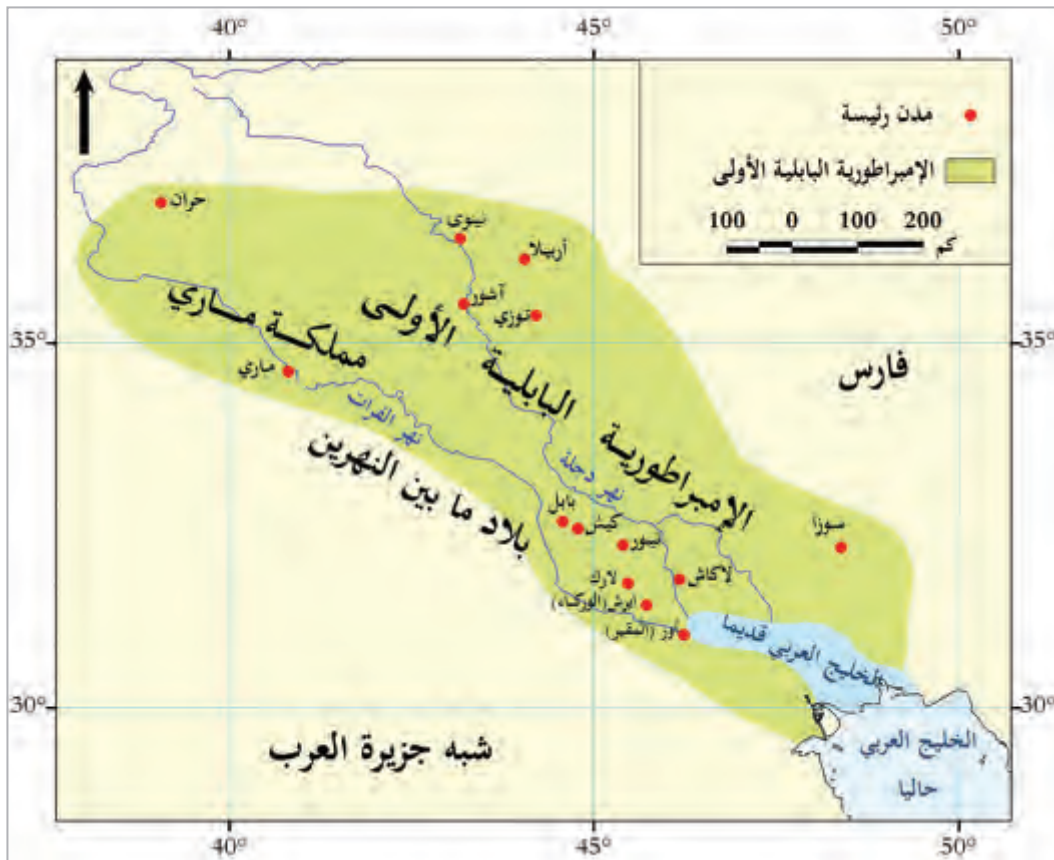 40°
45°
50°
مدن رئيسة
الإمبراطورية البابلية الأولى
100 0 100 200
كم
حران
نينوى
أربيلا
آشور
نوزي
35°
35°
مملكة ماري
ماري
فارس
الإمبراطورية البابلية الأولى
نهر الفرات
نهر دجلة
بلاد ما بين النهرين
بابل
كيش
نيبور
سوزا
لارك
لاكاش
ايرش (الوركاء)
أور (المقير)
الخليج العربي قديما
30°
30°
شبه جزيرة العرب
الخليج العربي
حاليا
40°
45°
50°